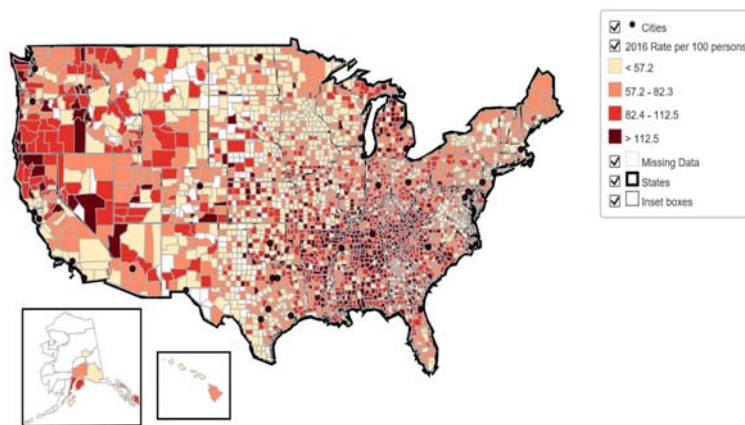 Cities
2016 Rate per 100 persons
< 57.2
57.2 - 82.3
82.4 - 112.5
> 112.5
Missing Data
States
Inset boxes